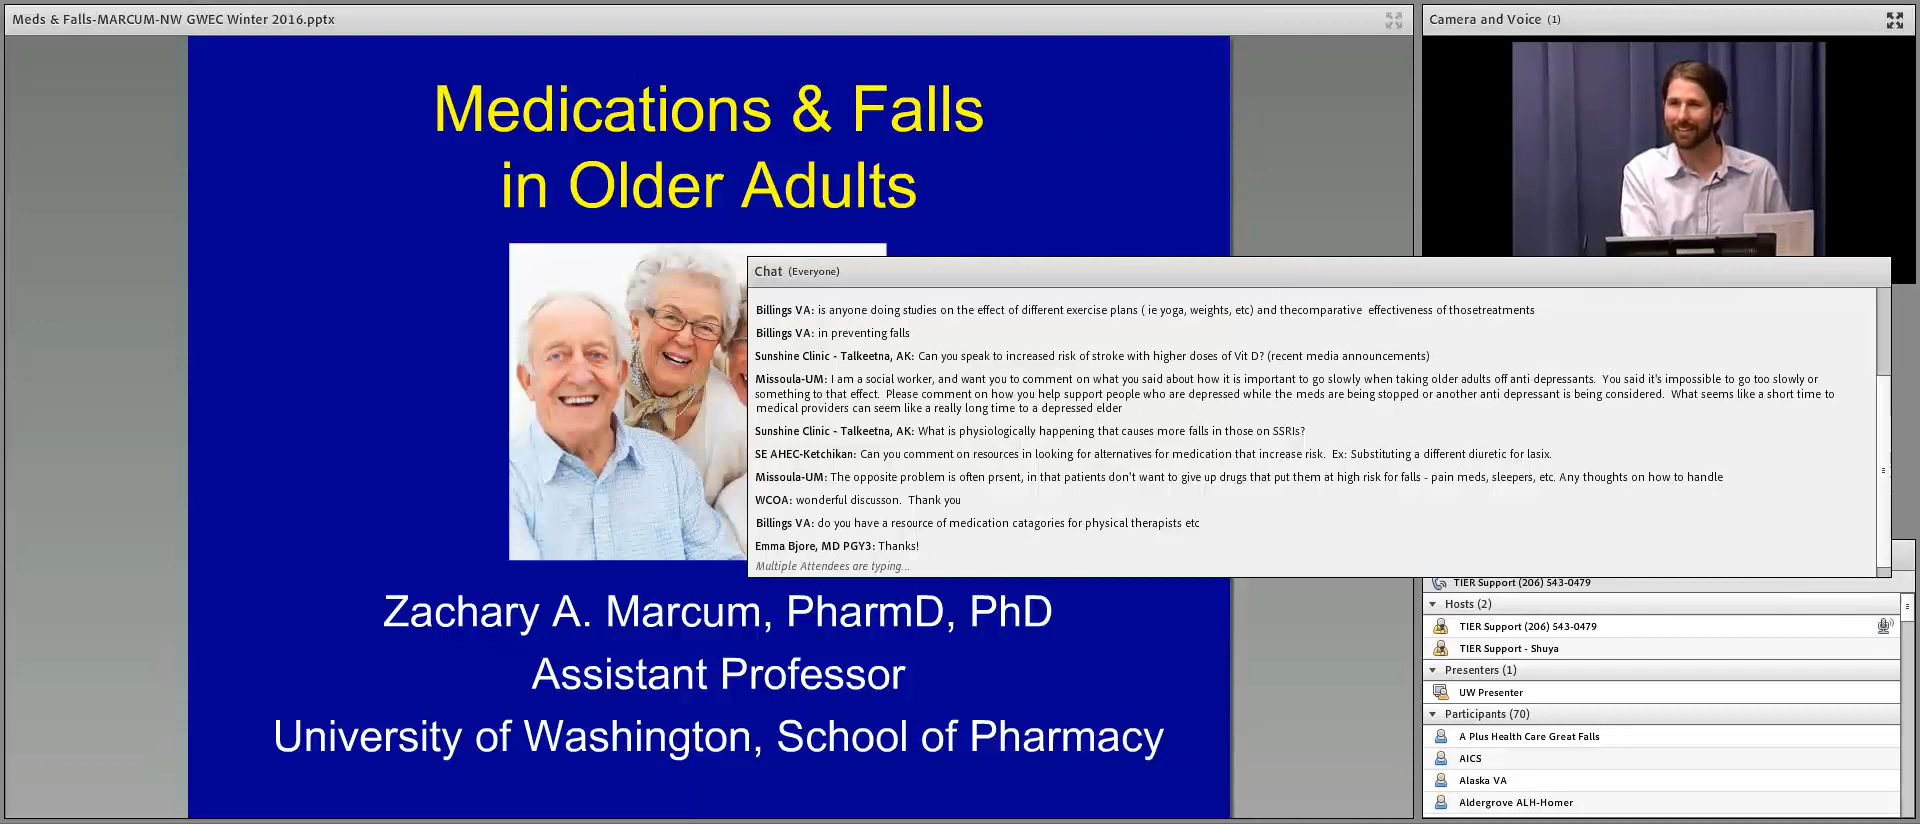 Meds & Falls-MARCUM-NW GWEC Winter 2016.pptx
Medications & Falls
in Older Adults
Zachary A. Marcum, PharmD, PhD
Assistant Professor
University of Washington, School of Pharmacy
Camera and Voice (1)
Chat (Everyone)
Billings VA: is anyone doing studies on the effect of different exercise plans ( ie yoga, weights, etc) and thecomparative effectiveness of thosetreatments
Billings VA: in preventing falls
Sunshine Clinic - Talkeetna, AK: Can you speak to increased risk of stroke with higher doses of Vit D? (recent media announcements)
Missoula-UM: I am a social worker, and want you to comment on what you said about how it is important to go slowly when taking older adults off anti depressants. You said it's impossible to go too slowly or
something to that effect. Please comment on how you help support people who are depressed while the meds are being stopped or another anti depressant is being considered. What seems like a short time to
medical providers can seem like a really long time to a depressed elder
Sunshine Clinic - Talkeetna, AK: What is physiologically happening that causes more falls in those on SSRIs?
SE AHEC-Ketchikan: Can you comment on resources in looking for alternatives for medication that increase risk. Ex: Substituting a different diuretic for lasix.
Missoula-UM: The opposite problem is often prsent, in that patients don't want to give up drugs that put them at high risk for falls - pain meds, sleepers, etc. Any thoughts on how to handle
WCOA: wonderful discusson. Thank you
Billings VA: do you have a resource of medication catagories for physical therapists etc
Emma Bjore, MD PGY3: Thanks!
Multiple Attendees are typing...
TIER Support (206) 543-0479
Hosts (2)
TIER Support (206) 543-0479
TIER Support - Shuya
Presenters (1)
UW Presenter
Participants (70)
A Plus Health Care Great Falls
AICS
Alaska VA
Aldergrove ALH-Homer